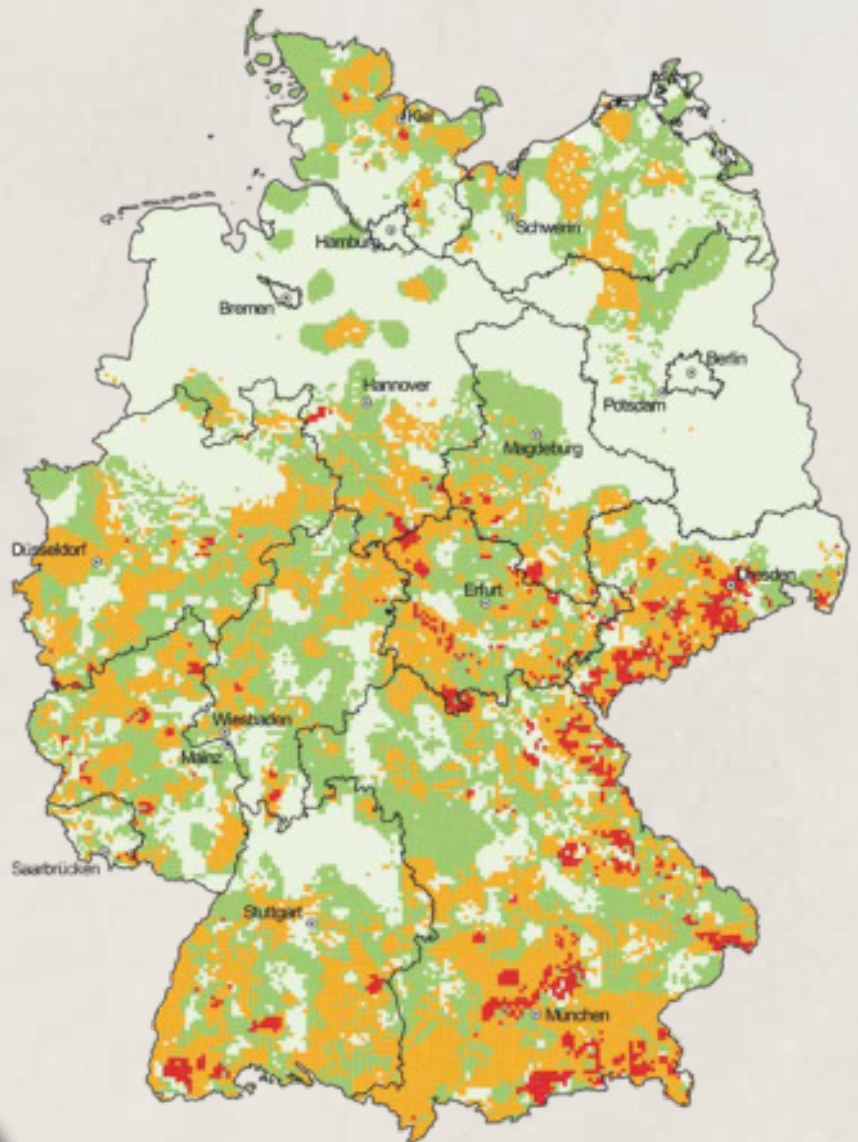 Kiel
Schwerin
Hamburg
Bremen
Berlin
Hannover
Potsdam
Magdeburg
Düsseldorf
Dresden
Erfurt
Wiesbaden
Mainz
Saarbrücken
Stuttgart
München